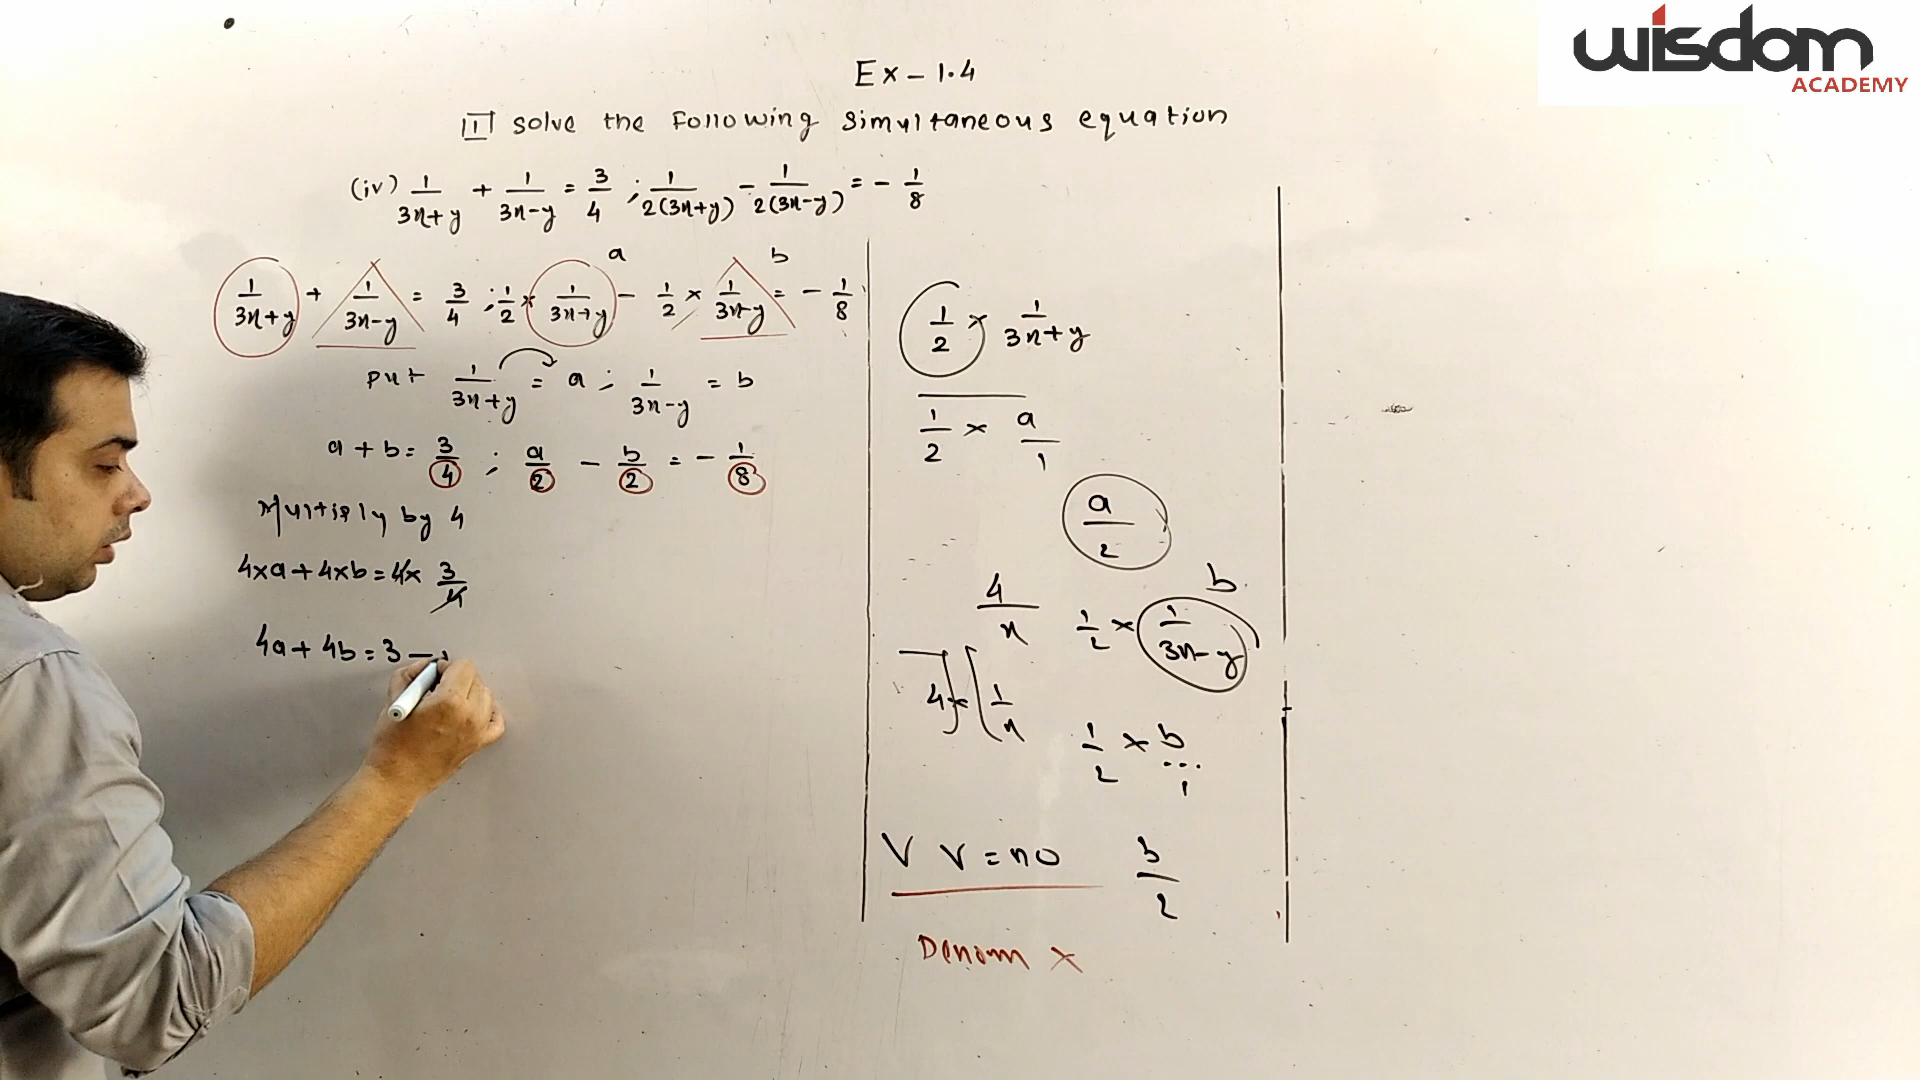 wisdom
ACADEMY
Ex - 1.4
1 solve the following simultaneous equation
(iv) 1/(3x+y) + 1/(3x-y) = 3/4 ; 1/2(3x+y) - 1/2(3x-y) = - 1/8
a b
1/(3x+y) + 1/(3x-y) = 3/4 ; 1/2 × 1/(3x+y) - 1/2 × 1/(3x-y) = - 1/8
put 1/(3x+y) = a ; 1/(3x-y) = b
a + b = 3/4 ; a/2 - b/2 = - 1/8
Multiply by 4
4×a + 4×b = 4× 3/4
4a + 4b = 3 —
1/2 × 1/(3x+y)
1/2 × a/1
a/2
4/x
4 × 1/x
b
1/2 × 1/(3x-y)
1/2 × b/1
b/2
V V = no
Denom ×